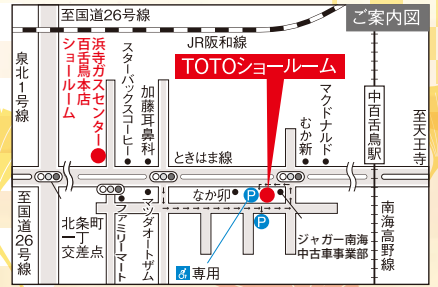 至国道26号線
ご案内図
JR阪和線
TOTOショールーム
泉北1号線
浜寺ガスセンター
百舌鳥本店
ショールーム
スターバックスコーヒー
加藤耳鼻科
むか新
マクドナルド
中百舌鳥駅
至天王寺
ときはま線
至国道26号線
北条町
一丁
交差点
ファミリーマート
マツダオートザム
なか卯
P
P
専用
ジャガー南海
中古車事業部
南海高野線